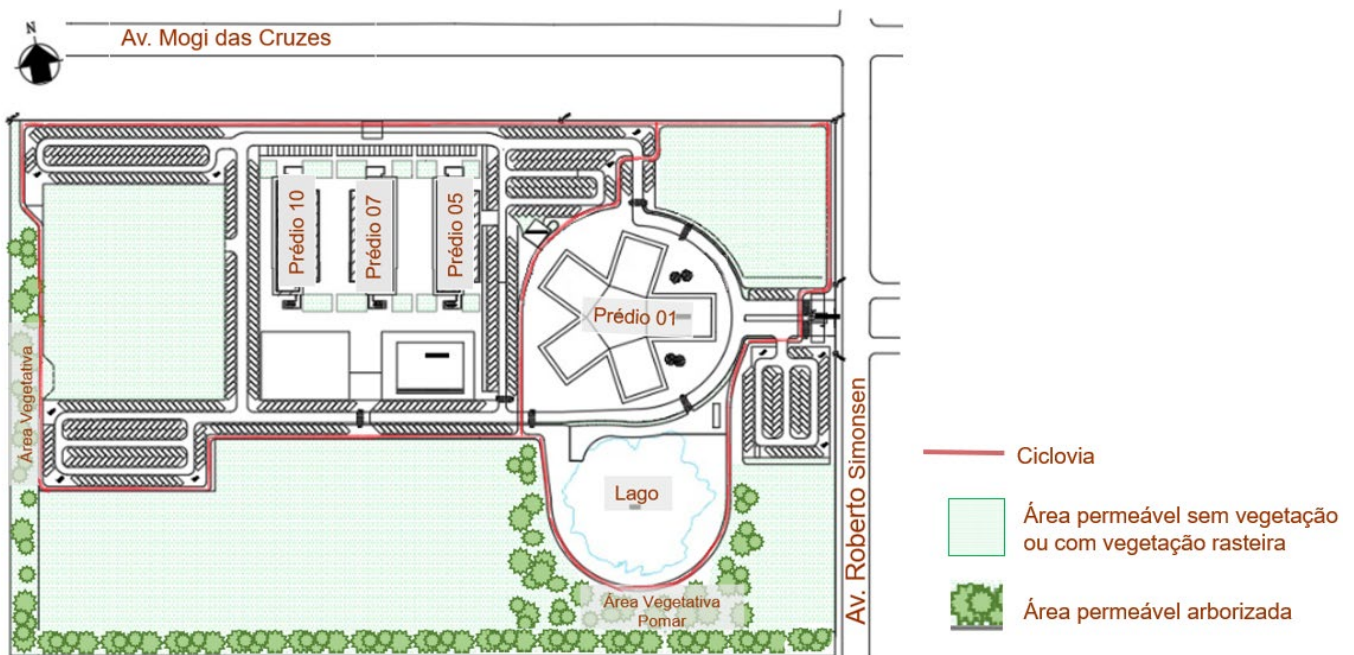 N
Av. Mogi das Cruzes
Prédio 10
Prédio 07
Prédio 05
Prédio 01
Área Vegetativa
Lago
Área Vegetativa
Pomar
Av. Roberto Simonsen
Ciclovia
Área permeável sem vegetação
ou com vegetação rasteira
Área permeável arborizada